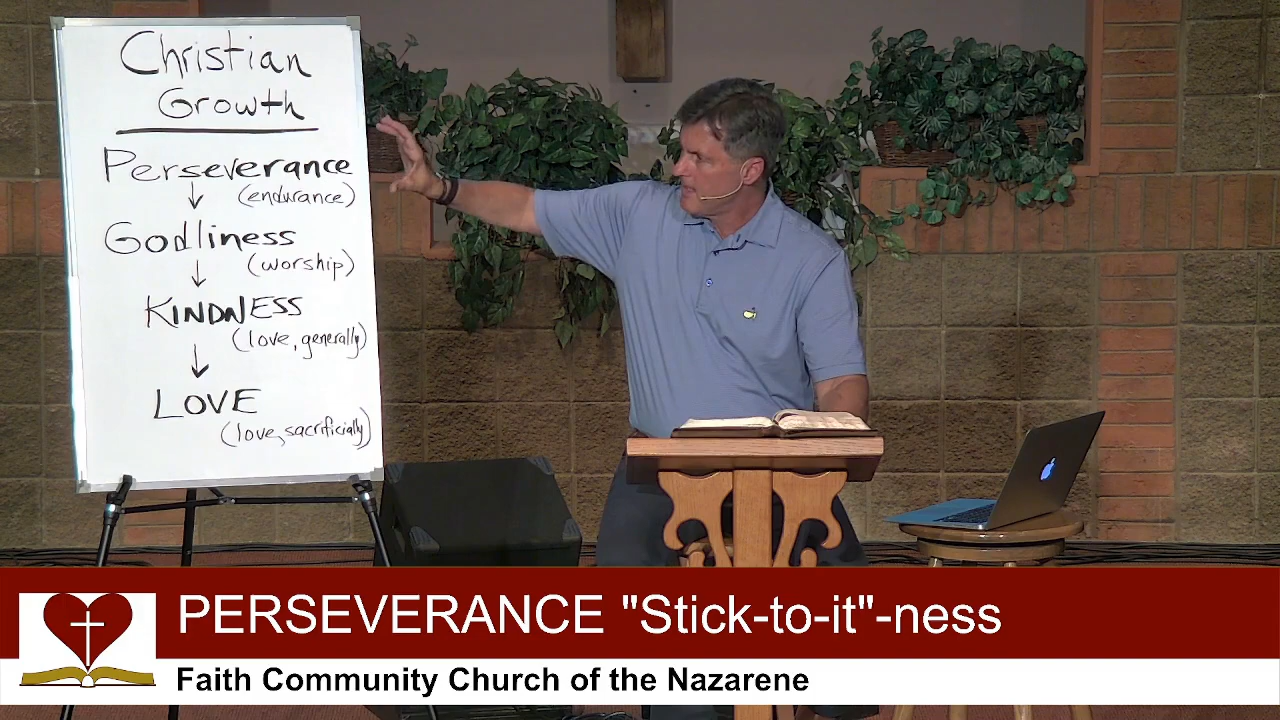 Christian
Growth
Perseverance
(endurance)
Godliness
(worship)
KINDNESS
(love, generally)
LOVE
(love, sacrificially)
PERSEVERANCE "Stick-to-it"-ness
Faith Community Church of the Nazarene